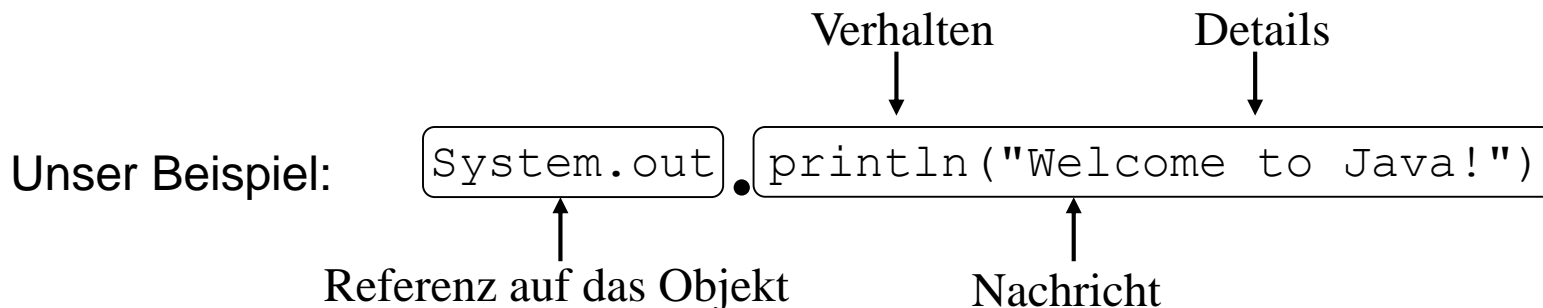 Verhalten Details
Unser Beispiel: System.out.println("Welcome to Java!")
Referenz auf das Objekt Nachricht